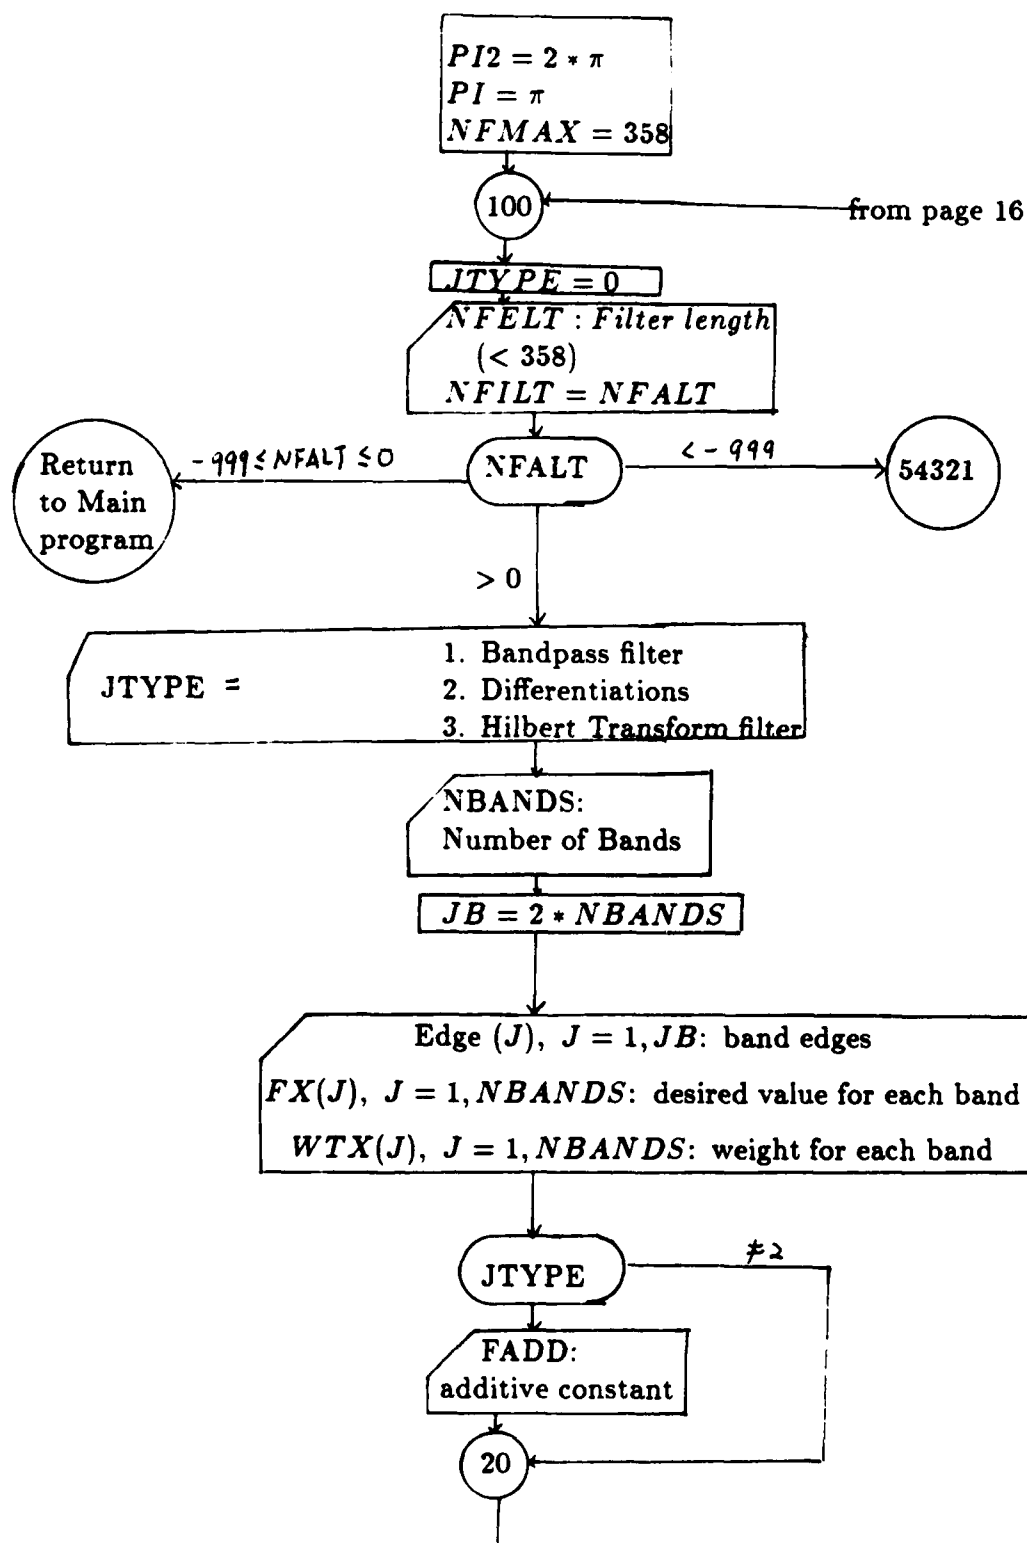 PI2 = 2 * π
PI = π
NFMAX = 358
100
from page 16
JTYPE = 0
NFELT : Filter length
(< 358)
NFILT = NFALT
Return
to Main
program
-999 ≤ NFALT ≤ 0
NFALT
< -999
54321
> 0
JTYPE =
1. Bandpass filter
2. Differentiations
3. Hilbert Transform filter
NBANDS:
Number of Bands
JB = 2 * NBANDS
Edge (J), J = 1, JB: band edges
FX(J), J = 1, NBANDS: desired value for each band
WTX(J), J = 1, NBANDS: weight for each band
JTYPE
≠2
FADD:
additive constant
20